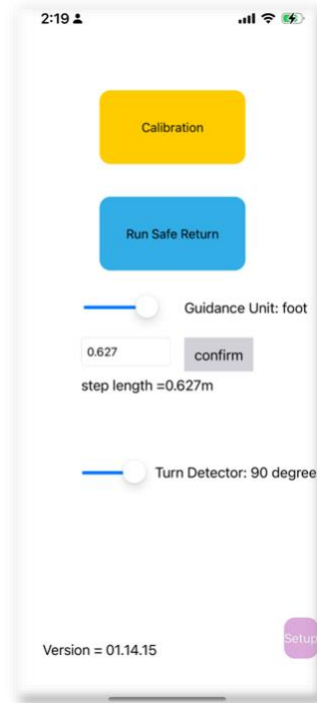 2:19
Calibration
Run Safe Return
Guidance Unit: foot
0.627 confirm
step length =0.627m
Turn Detector: 90 degree
Setup
Version = 01.14.15